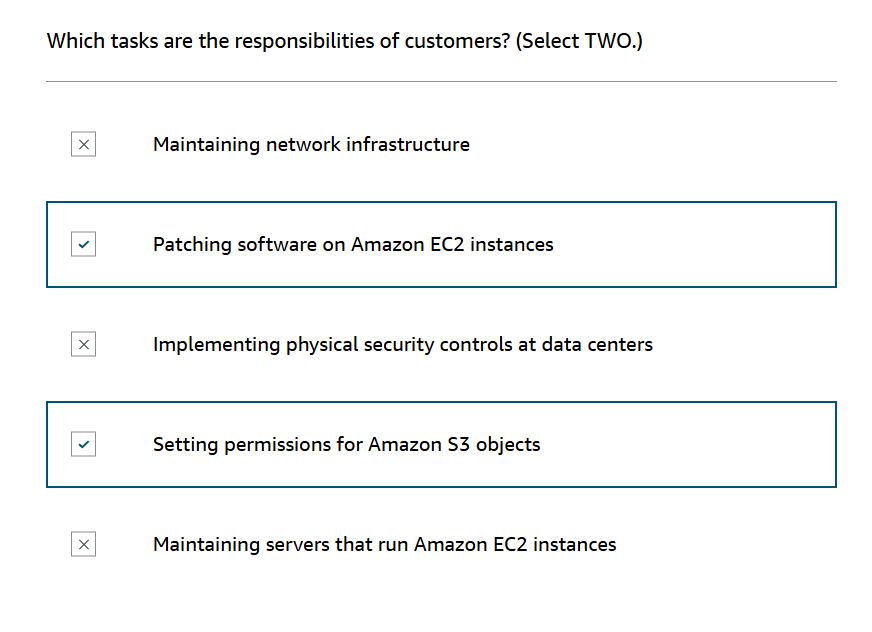 Which tasks are the responsibilities of customers? (Select TWO.)
Maintaining network infrastructure
Patching software on Amazon EC2 instances
Implementing physical security controls at data centers
Setting permissions for Amazon S3 objects
Maintaining servers that run Amazon EC2 instances